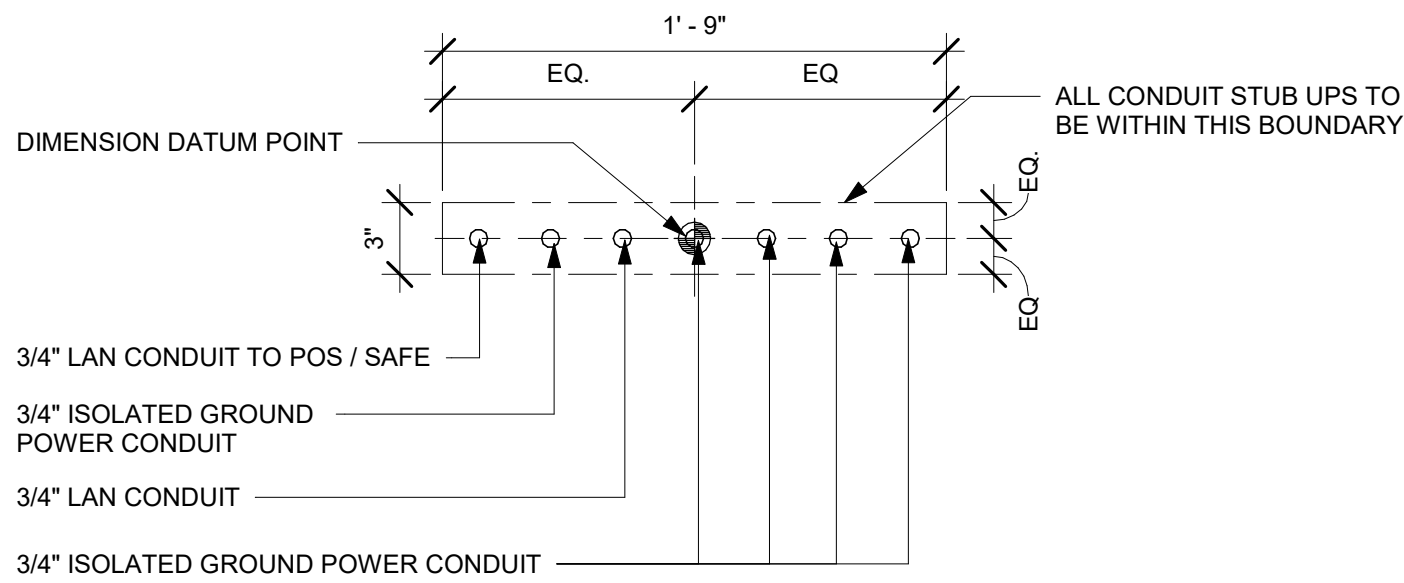 1' - 9"
EQ.
EQ
ALL CONDUIT STUB UPS TO
BE WITHIN THIS BOUNDARY
DIMENSION DATUM POINT
EQ.
3"
EQ
3/4" LAN CONDUIT TO POS / SAFE
3/4" ISOLATED GROUND
POWER CONDUIT
3/4" LAN CONDUIT
3/4" ISOLATED GROUND POWER CONDUIT